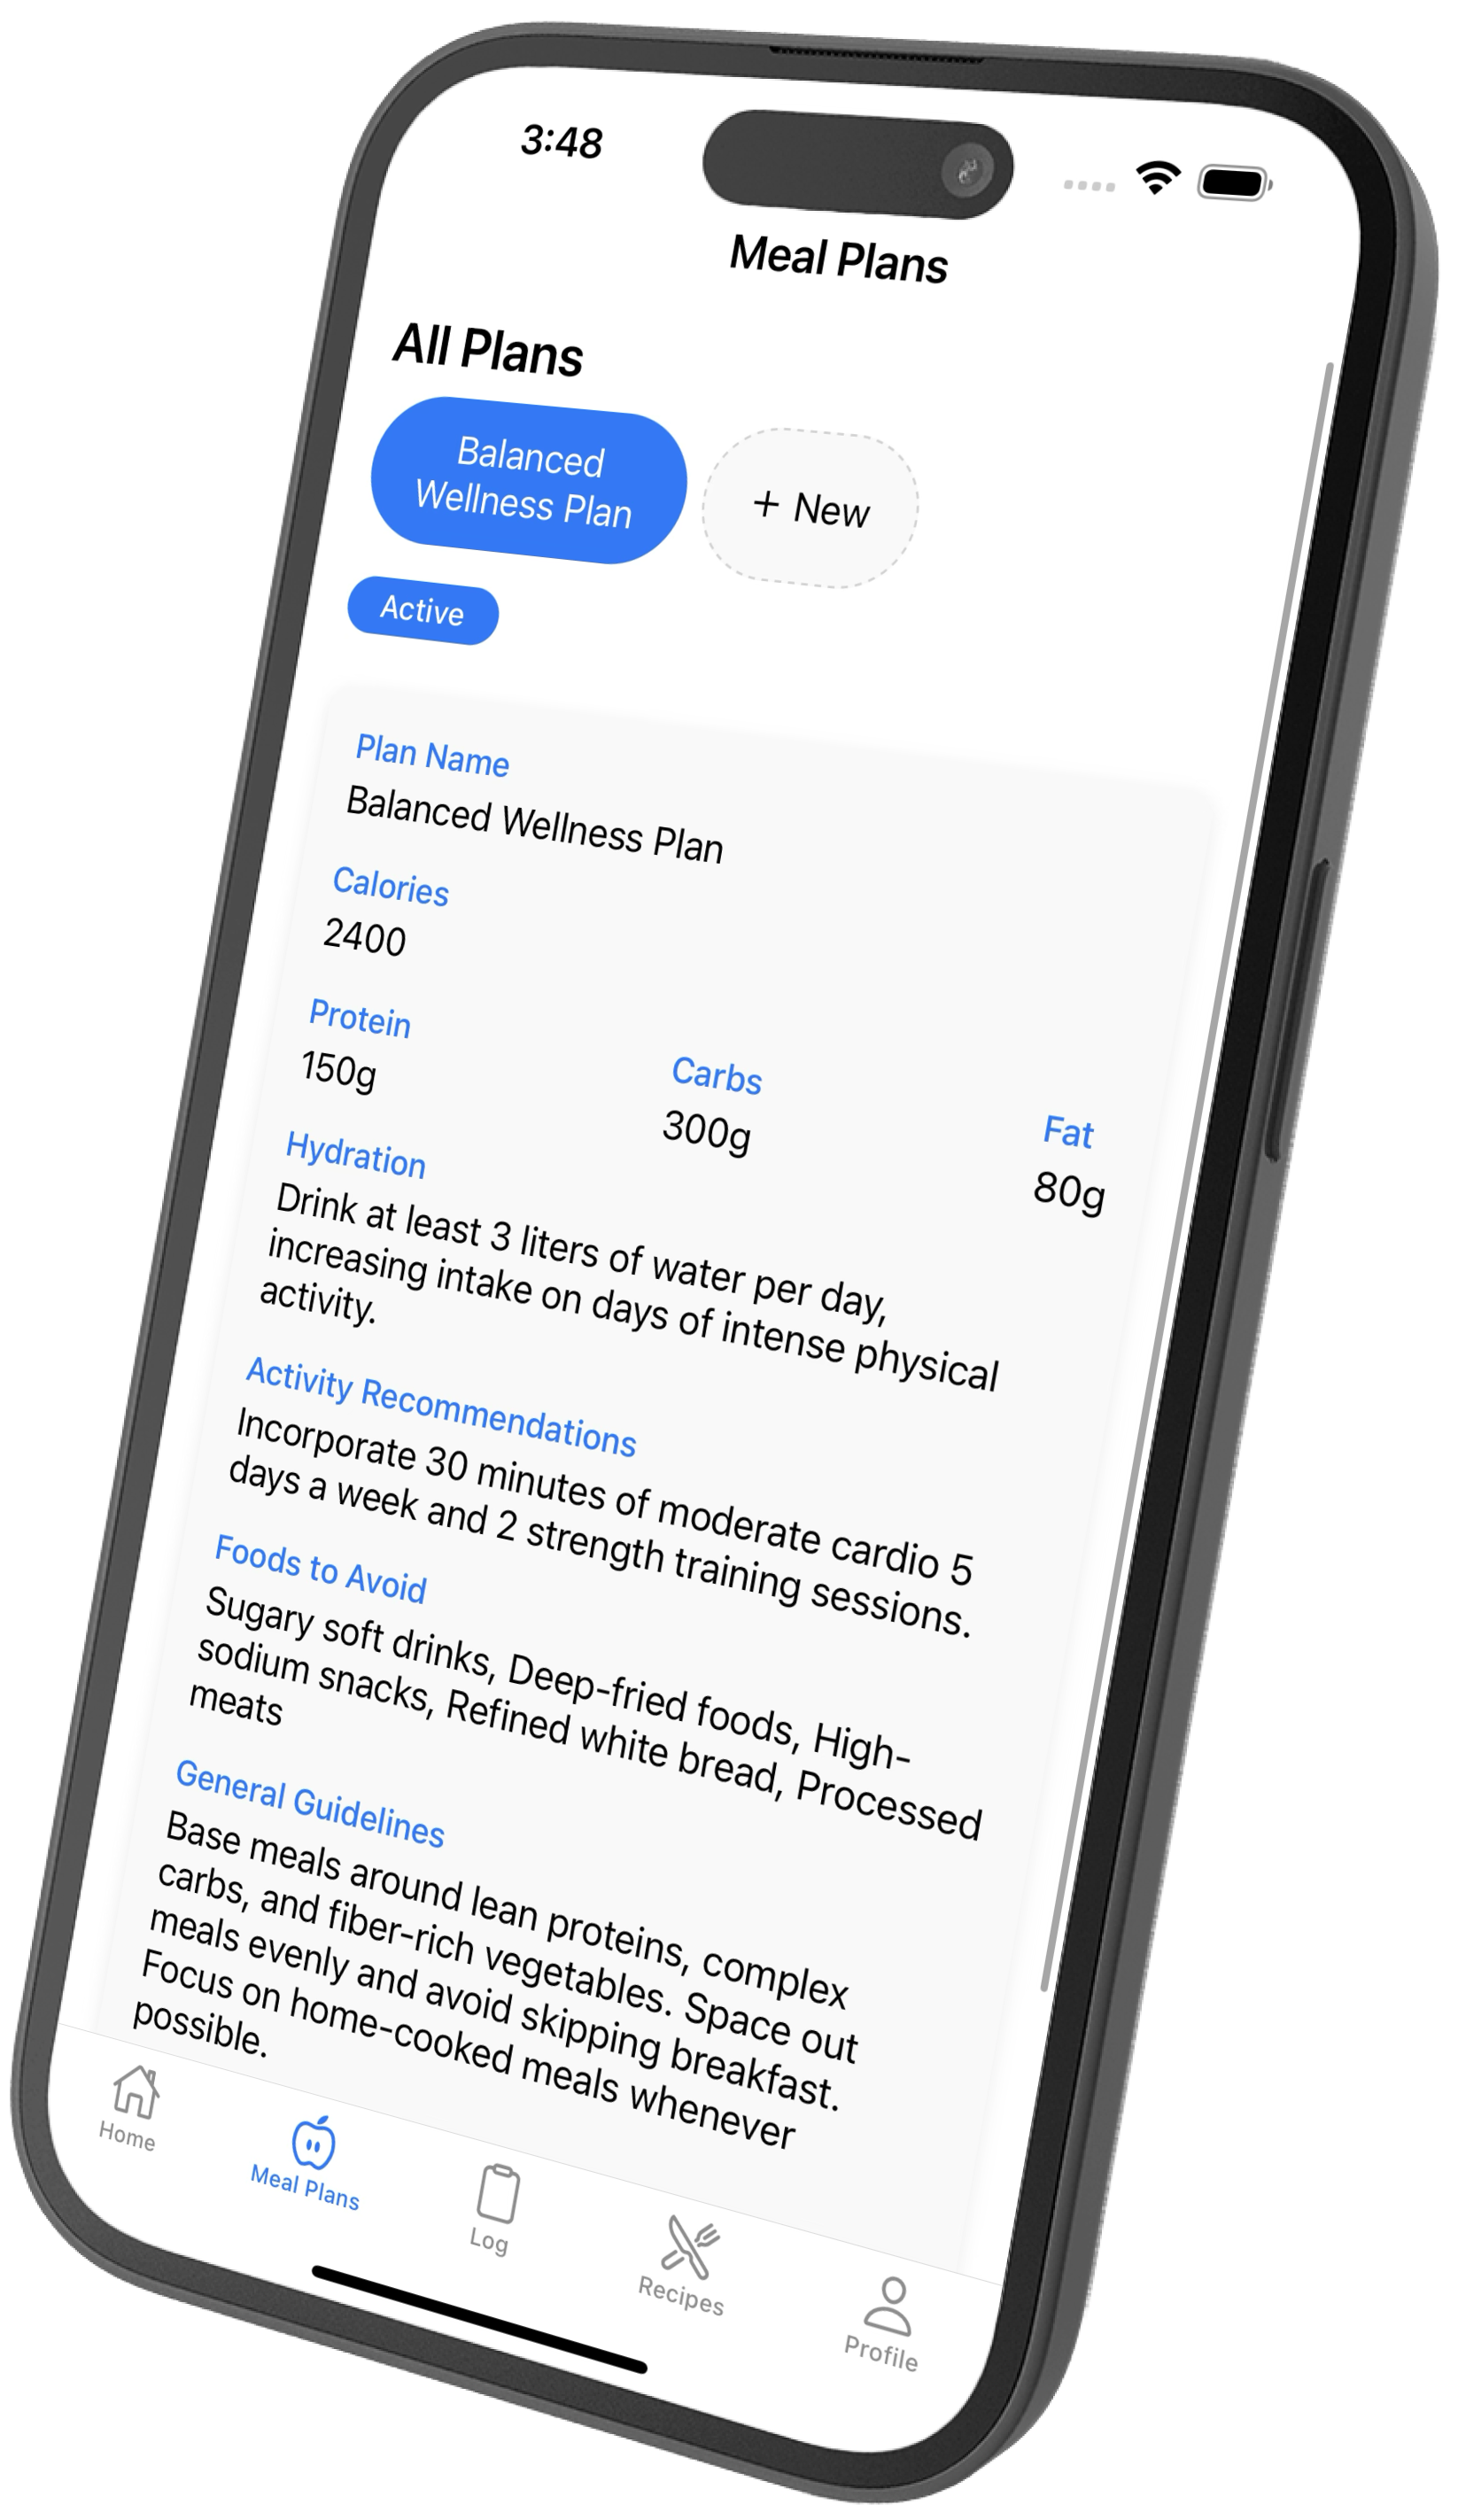 3:48
Meal Plans
All Plans
Balanced
Wellness Plan
+ New
Active
Plan Name
Balanced Wellness Plan
Calories
2400
Protein
150g
Carbs
300g
Fat
80g
Hydration
Drink at least 3 liters of water per day,
increasing intake on days of intense physical
activity.
Activity Recommendations
Incorporate 30 minutes of moderate cardio 5
days a week and 2 strength training sessions.
Foods to Avoid
Sugary soft drinks, Deep-fried foods, High-
sodium snacks, Refined white bread, Processed
meats
General Guidelines
Base meals around lean proteins, complex
carbs, and fiber-rich vegetables. Space out
meals evenly and avoid skipping breakfast.
Focus on home-cooked meals whenever
possible.
Home
Meal Plans
Log
Recipes
Profile